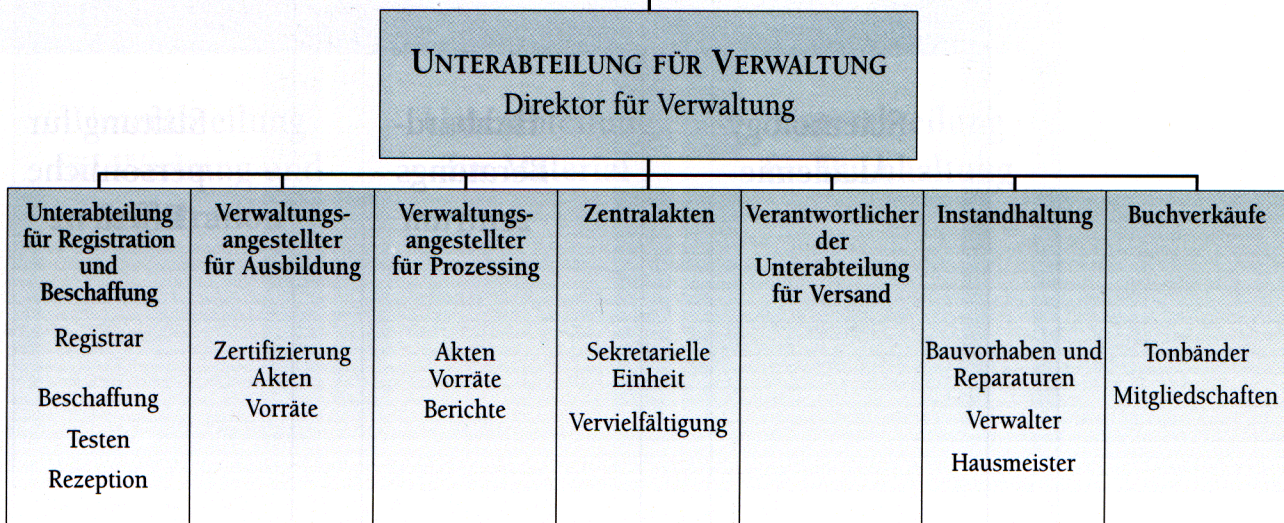 UNTERABTEILUNG FÜR VERWALTUNG
Direktor für Verwaltung
Unterabteilung
für Registration
und
Beschaffung
Registrar
Beschaffung
Testen
Rezeption
Verwaltungs-
angestellter
für Ausbildung
Zertifizierung
Akten
Vorräte
Verwaltungs-
angestellter
für Prozessing
Akten
Vorräte
Berichte
Zentralakten
Sekretarielle
Einheit
Vervielfältigung
Verantwortlicher
der
Unterabteilung
für Versand
Instandhaltung
Bauvorhaben und
Reparaturen
Verwalter
Hausmeister
Buchverkäufe
Tonbänder
Mitgliedschaften